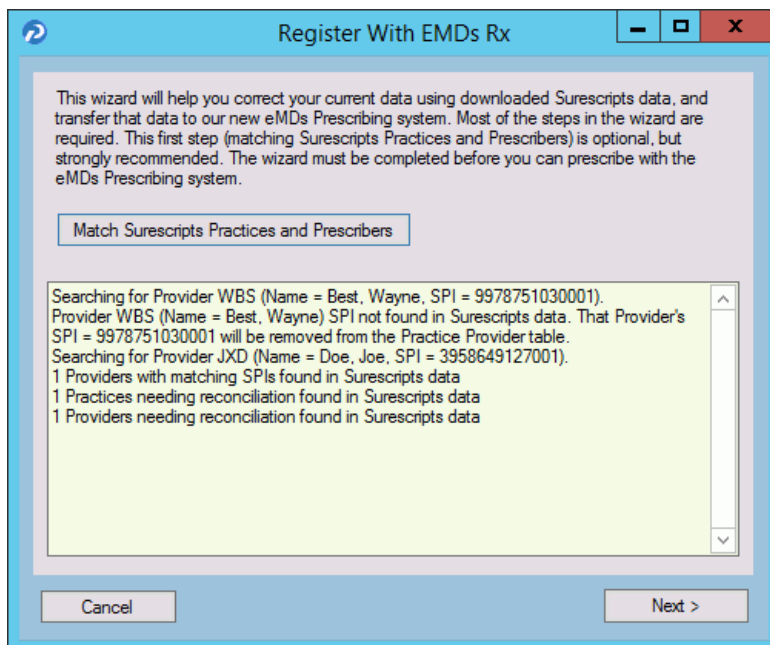 Register With EMDs Rx
This wizard will help you correct your current data using downloaded Surescripts data, and
transfer that data to our new eMDs Prescribing system. Most of the steps in the wizard are
required. This first step (matching Surescripts Practices and Prescribers) is optional, but
strongly recommended. The wizard must be completed before you can prescribe with the
eMDs Prescribing system.
Match Surescripts Practices and Prescribers
Searching for Provider WBS (Name = Best, Wayne, SPI = 9978751030001).
Provider WBS (Name = Best, Wayne) SPI not found in Surescripts data. That Provider's
SPI = 9978751030001 will be removed from the Practice Provider table.
Searching for Provider JXD (Name = Doe, Joe, SPI = 3958649127001).
1 Providers with matching SPIs found in Surescripts data
1 Practices needing reconciliation found in Surescripts data
1 Providers needing reconciliation found in Surescripts data
Cancel
Next >